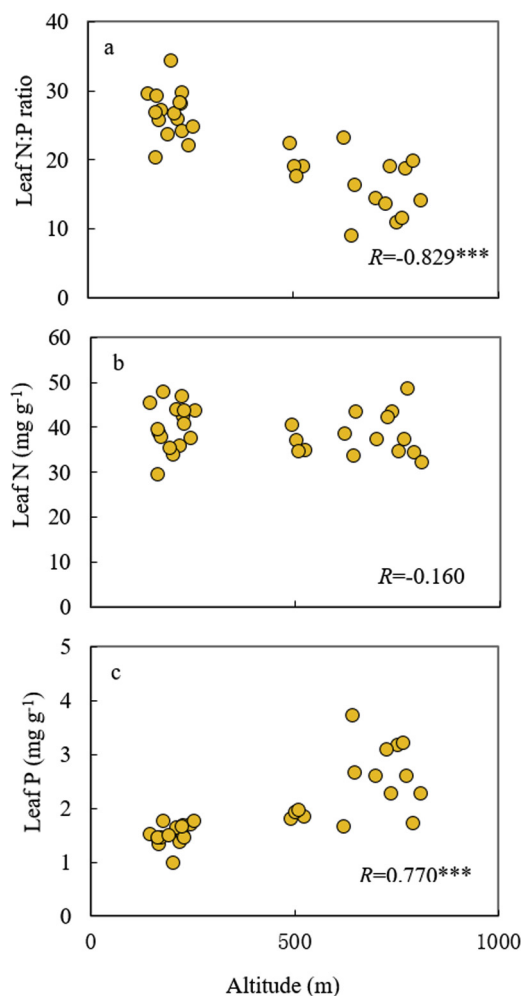 40
a
30
20
10
0
Leaf N:P ratio
R=-0.829***
60
b
50
40
30
20
10
0
Leaf N (mg g-1)
R=-0.160
5
c
4
3
2
1
0
Leaf P (mg g-1)
R=0.770***
0 500 1000
Altitude (m)